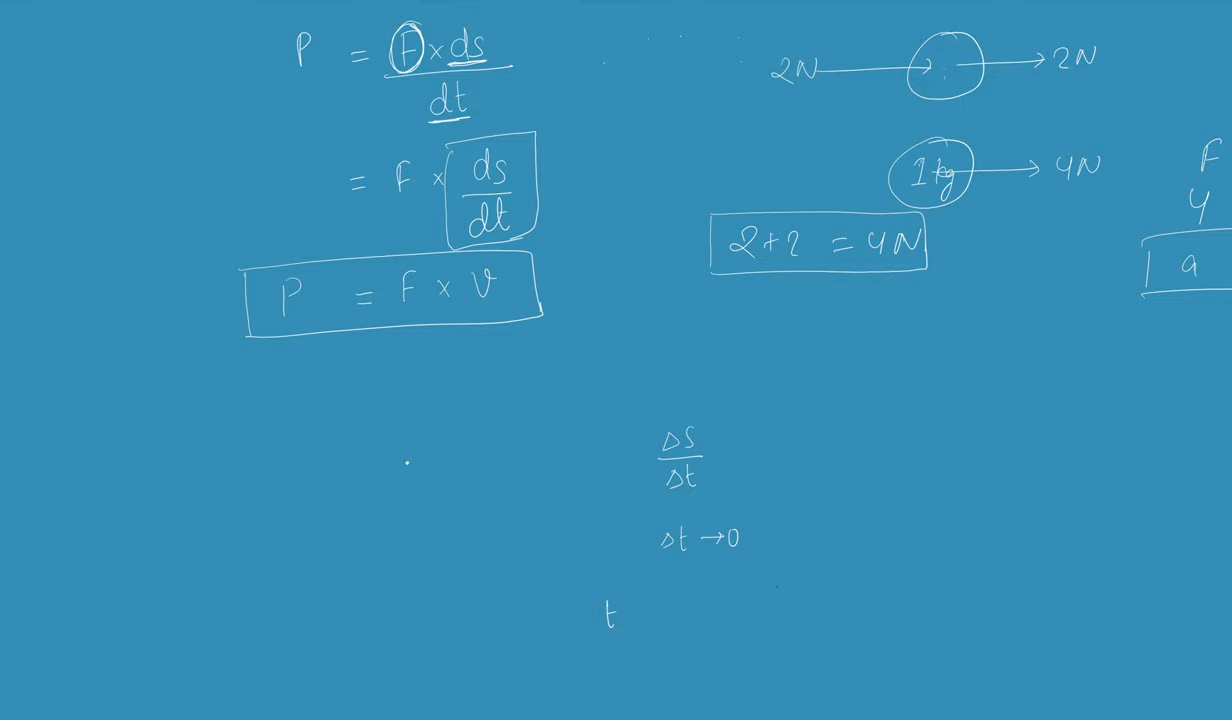 P = F × ds
dt
= F × ds
dt
P = F × v
2N 2N
1kg 4N
2 + 2 = 4N
F
4
a
Δs
Δt
Δt → 0
t